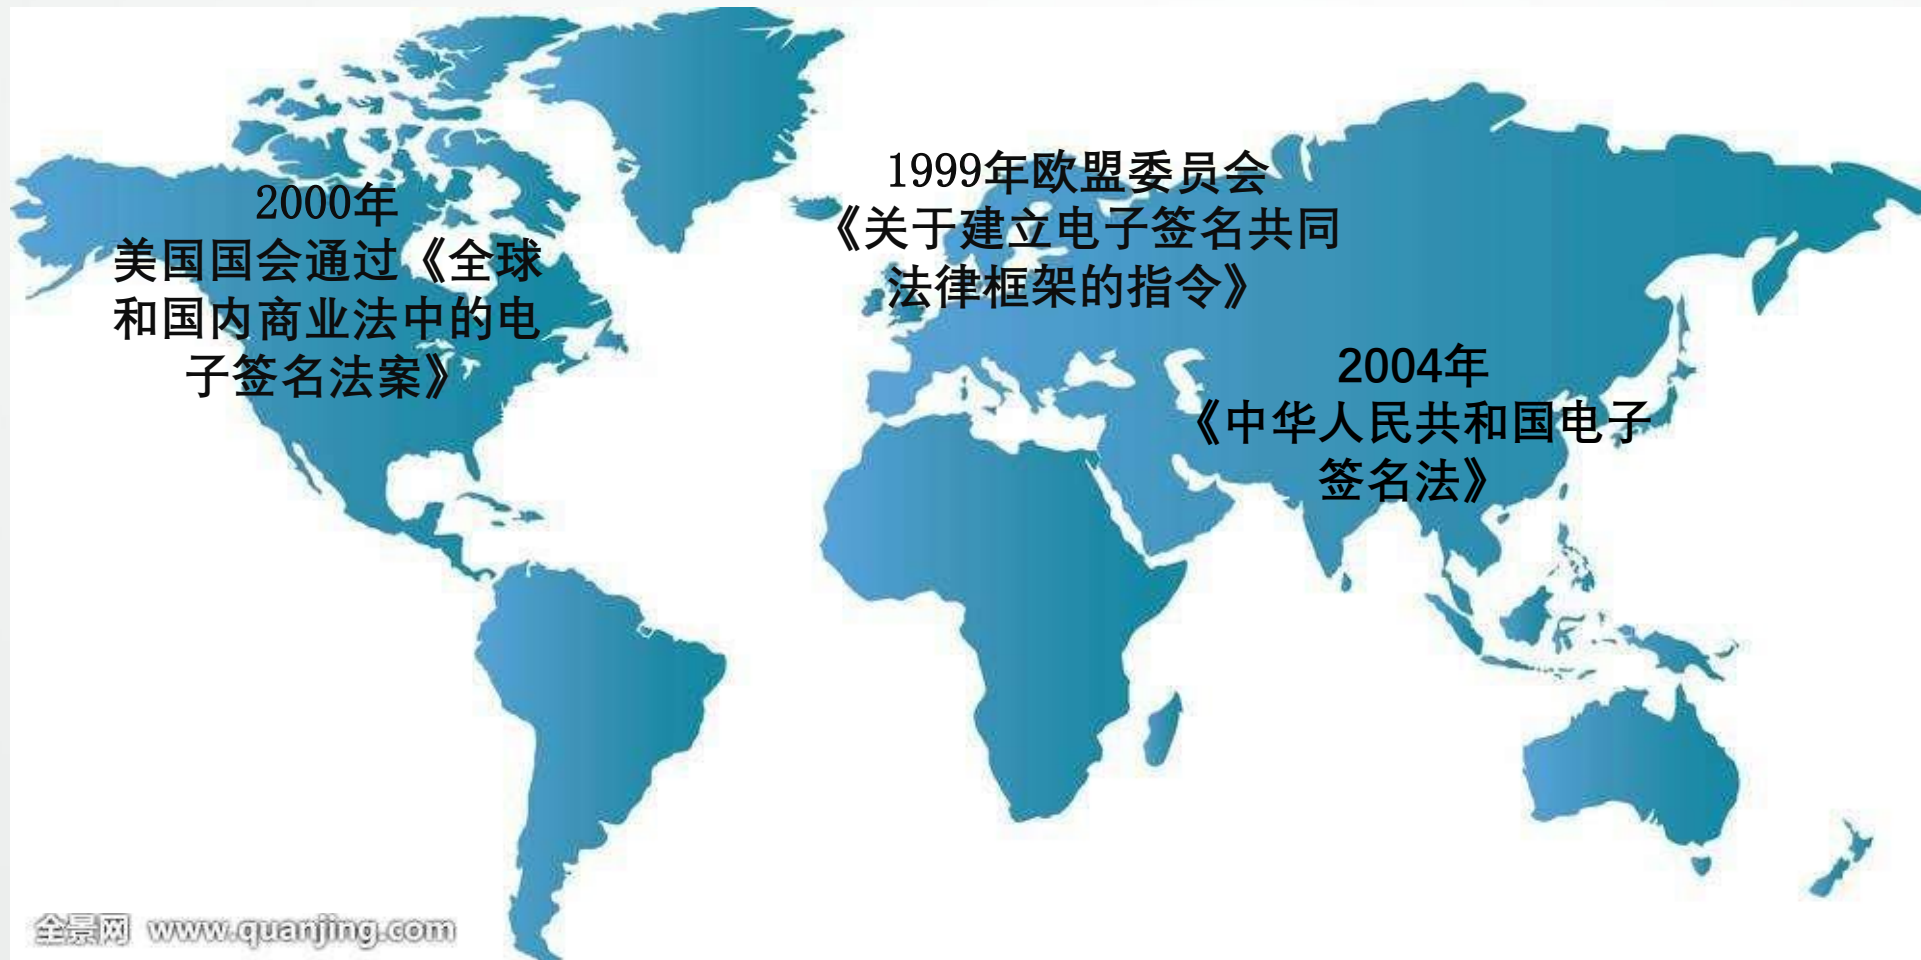 2000年
美国国会通过《全球
和国内商业法中的电
子签名法案》
1999年欧盟委员会
《关于建立电子签名共同
法律框架的指令》
2004年
《中华人民共和国电子
签名法》
全景网 www.quanjing.com